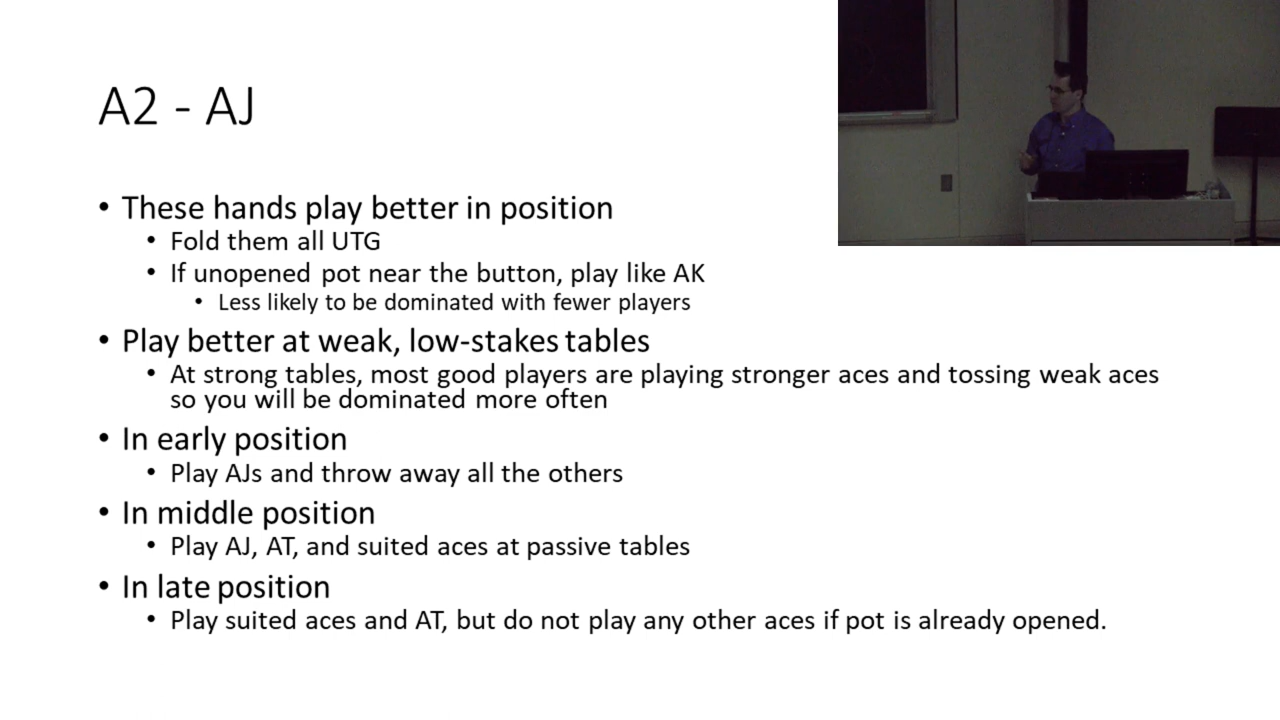 A2 - AJ
• These hands play better in position
• Fold them all UTG
• If unopened pot near the button, play like AK
• Less likely to be dominated with fewer players
• Play better at weak, low-stakes tables
• At strong tables, most good players are playing stronger aces and tossing weak aces
so you will be dominated more often
• In early position
• Play AJs and throw away all the others
• In middle position
• Play AJ, AT, and suited aces at passive tables
• In late position
• Play suited aces and AT, but do not play any other aces if pot is already opened.